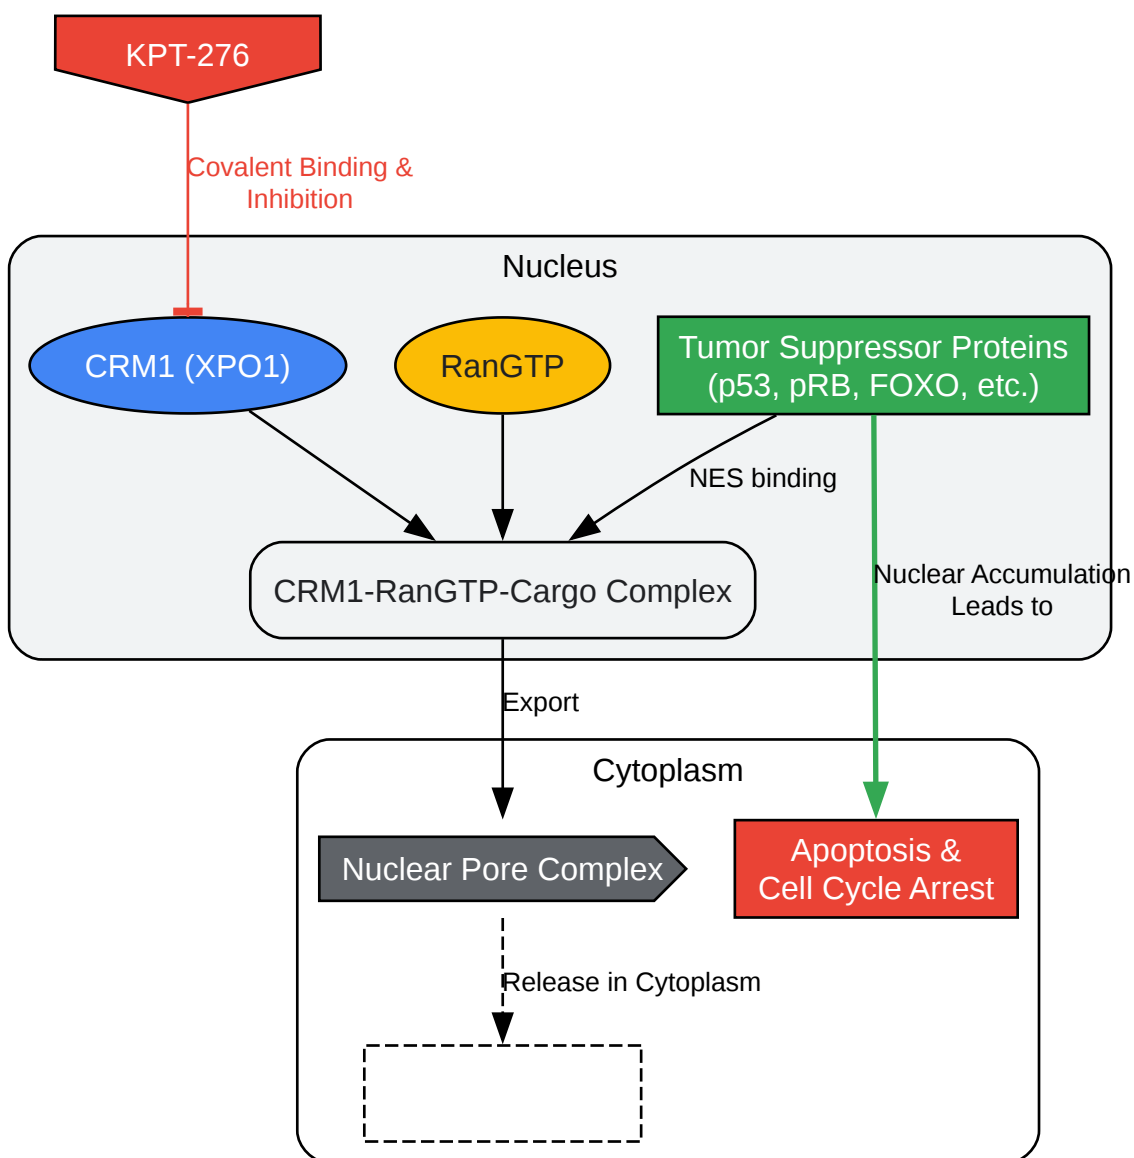 KPT-276
Covalent Binding &
Inhibition
Nucleus
CRM1 (XPO1)
RanGTP
Tumor Suppressor Proteins
(p53, pRB, FOXO, etc.)
NES binding
Nuclear Accumulation
Leads to
CRM1-RanGTP-Cargo Complex
Export
Cytoplasm
Nuclear Pore Complex
Apoptosis &
Cell Cycle Arrest
Release in Cytoplasm